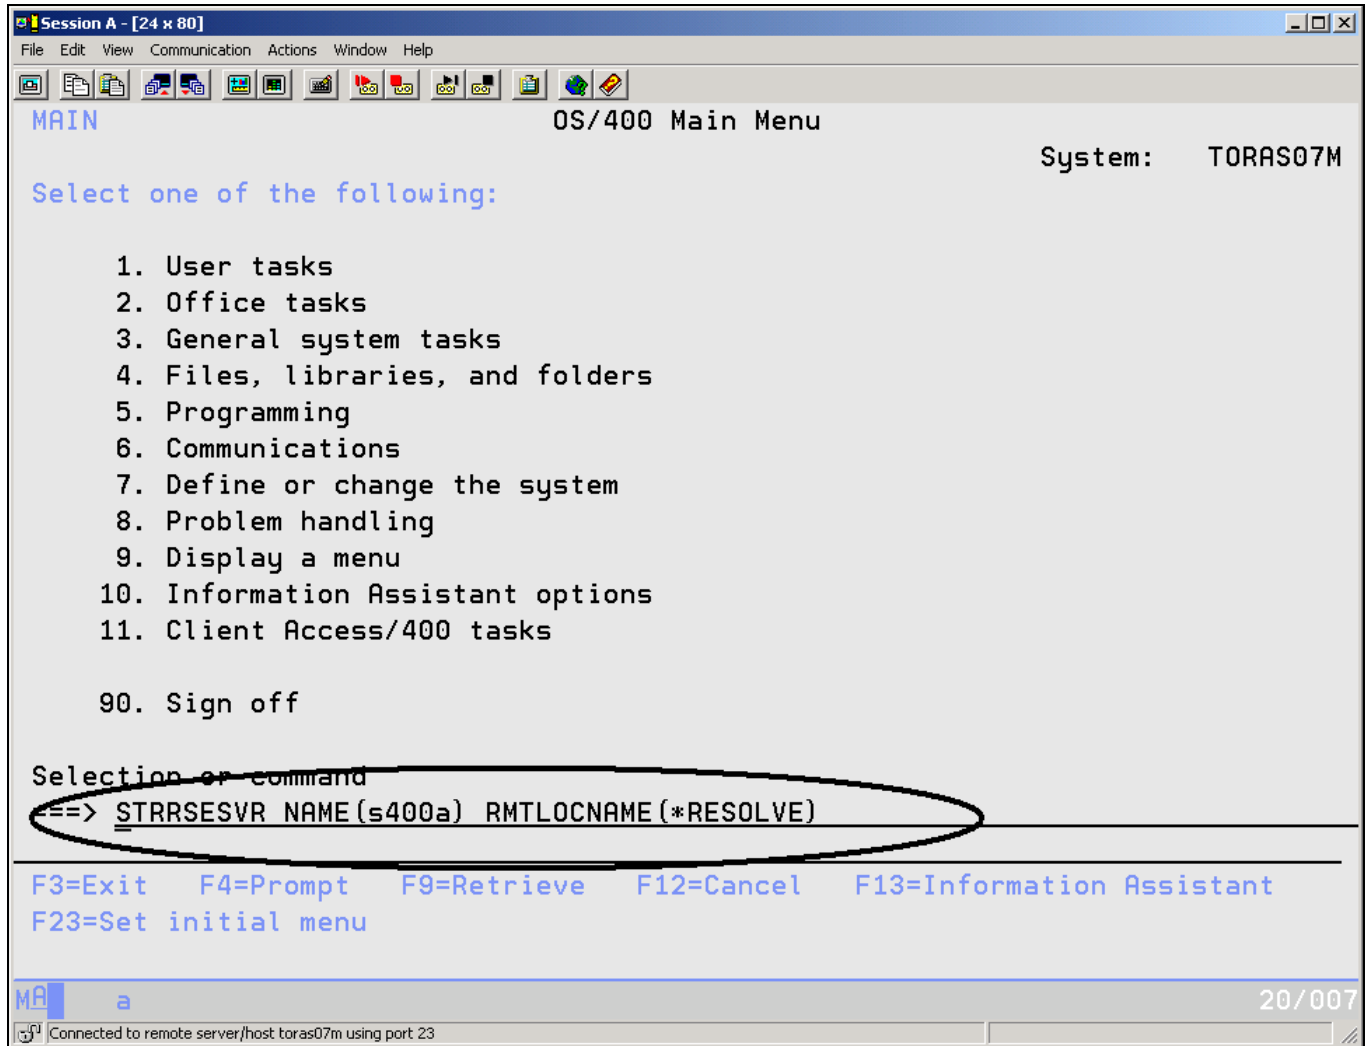 Session A - [24 x 80]
File Edit View Communication Actions Window Help
MAIN OS/400 Main Menu
System: TORAS07M
Select one of the following:
1. User tasks
2. Office tasks
3. General system tasks
4. Files, libraries, and folders
5. Programming
6. Communications
7. Define or change the system
8. Problem handling
9. Display a menu
10. Information Assistant options
11. Client Access/400 tasks
90. Sign off
Selection or command
===> STRRSESVR NAME(s400a) RMTLOCNAME(*RESOLVE)
F3=Exit F4=Prompt F9=Retrieve F12=Cancel F13=Information Assistant
F23=Set initial menu
MA a 20/007
Connected to remote server/host toras07m using port 23